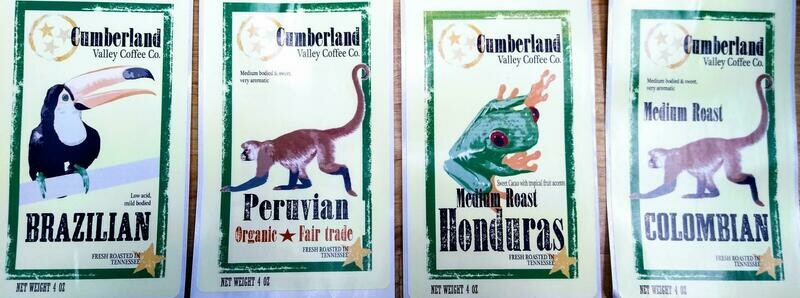 Cumberland
Valley Coffee Co.
Low acid,
mild bodied
BRAZILIAN
FRESH ROASTED IN
TENNESSEE
NET WEIGHT 4 OZ
Cumberland
Valley Coffee Co.
Medium bodied & sweet,
very aromatic
Peruvian
Organic ★ Fair trade
FRESH ROASTED IN
TENNESSEE
NET WEIGHT 4 OZ
Cumberland
Valley Coffee Co.
Sweet Cacao with tropical fruit accents
Medium Roast
Honduras
FRESH ROASTED IN
TENNESSEE
NET WEIGHT 4 OZ
Cumberland
Valley Coffee Co.
Medium bodied & sweet,
very aromatic
Medium Roast
COLOMBIAN
FRESH ROASTED IN
TENNESSEE
NET WEIGHT 4 OZ